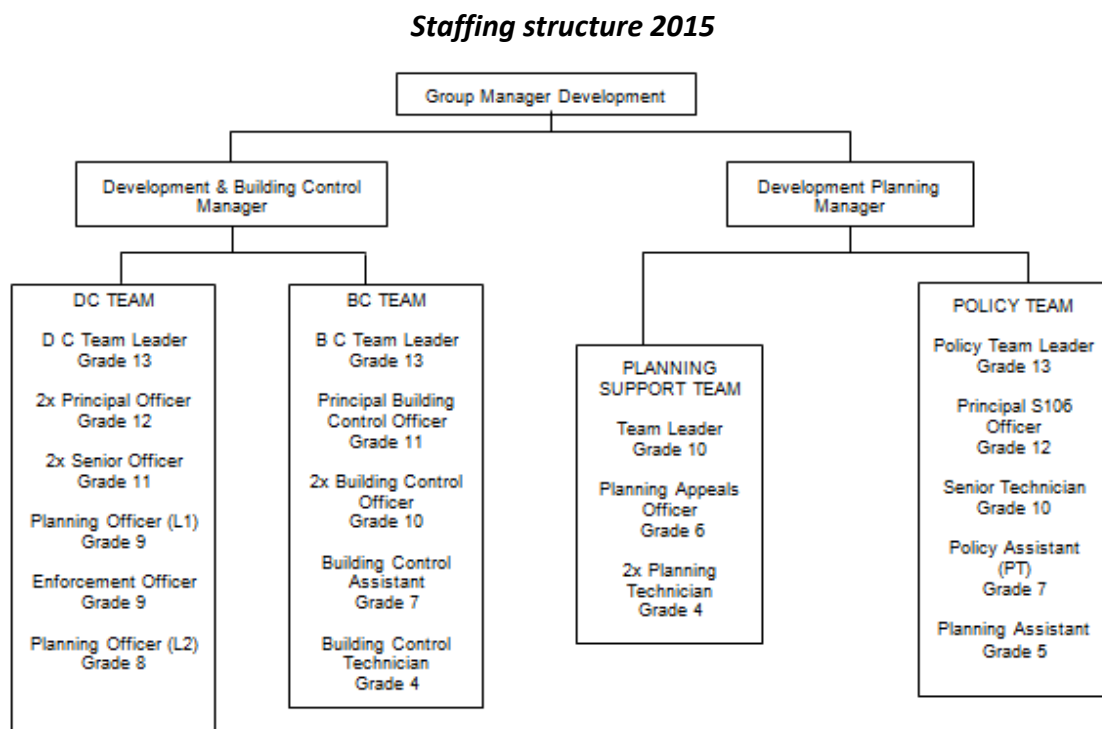 Staffing structure 2015
Group Manager Development
Development & Building Control
Manager
Development Planning
Manager
DC TEAM
D C Team Leader
Grade 13
2x Principal Officer
Grade 12
2x Senior Officer
Grade 11
Planning Officer (L1)
Grade 9
Enforcement Officer
Grade 9
Planning Officer (L2)
Grade 8
BC TEAM
B C Team Leader
Grade 13
Principal Building
Control Officer
Grade 11
2x Building Control
Officer
Grade 10
Building Control
Assistant
Grade 7
Building Control
Technician
Grade 4
PLANNING
SUPPORT TEAM
Team Leader
Grade 10
Planning Appeals
Officer
Grade 6
2x Planning
Technician
Grade 4
POLICY TEAM
Policy Team Leader
Grade 13
Principal S106
Officer
Grade 12
Senior Technician
Grade 10
Policy Assistant
(PT)
Grade 7
Planning Assistant
Grade 5